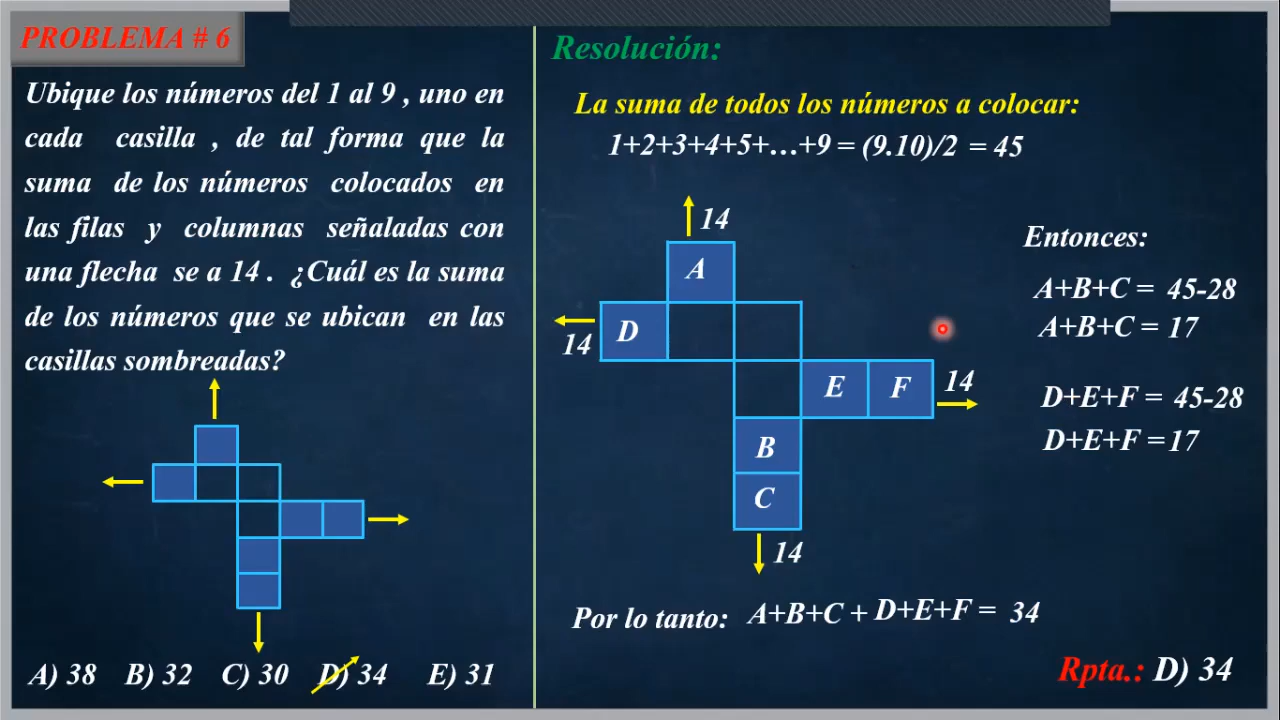 PROBLEMA # 6
Ubique los números del 1 al 9 , uno en
cada casilla , de tal forma que la
suma de los números colocados en
las filas y columnas señaladas con
una flecha se a 14 . ¿Cuál es la suma
de los números que se ubican en las
casillas sombreadas?
A) 38 B) 32 C) 30 D) 34 E) 31
Resolución:
La suma de todos los números a colocar:
1+2+3+4+5+...+9 = (9.10)/2 = 45
14
A
D
14
E F 14
B
C
14
Entonces:
A+B+C = 45-28
A+B+C = 17
D+E+F = 45-28
D+E+F = 17
Por lo tanto: A+B+C + D+E+F = 34
Rpta.: D) 34